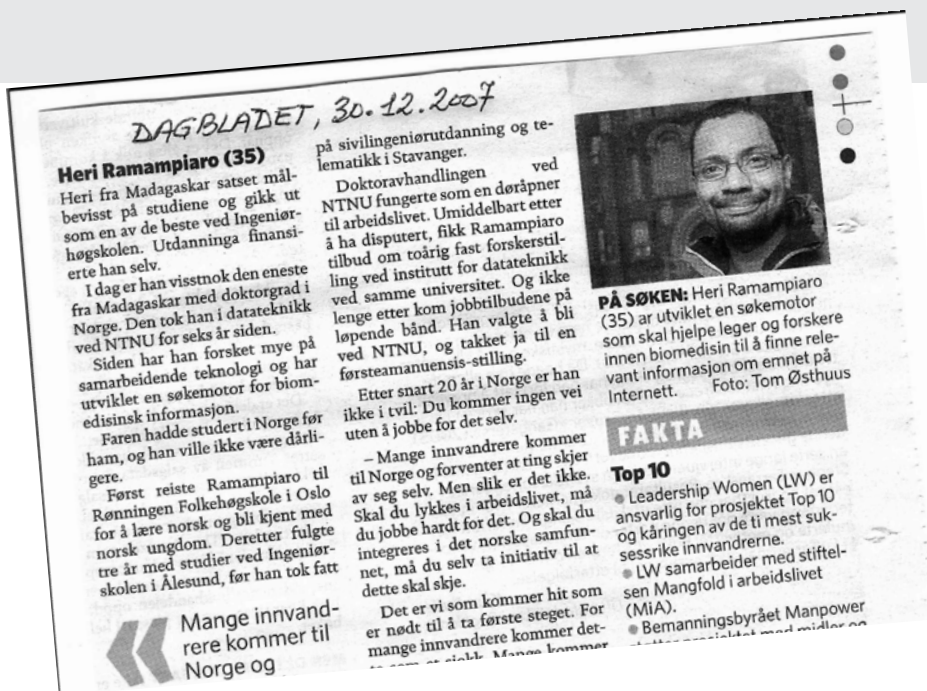 DAGBLADET, 30.12.2007
Heri Ramampiaro (35)
Heri fra Madagaskar satset mål-
bevisst på studiene og gikk ut
som en av de beste ved Ingeniør-
høgskolen. Utdanninga finansi-
erte han selv.
I dag er han visstnok den eneste
fra Madagaskar med doktorgrad i
Norge. Den tok han i datateknikk
ved NTNU for seks år siden.
Siden har han forsket mye på
samarbeidende teknologi og har
utviklet en søkemotor for biom-
edisinsk informasjon.
Faren hadde studert i Norge før
ham, og han ville ikke være dårli-
gere.
Først reiste Ramampiaro til
Rønningen Folkehøgskole i Oslo
for å lære norsk og bli kjent med
norsk ungdom. Deretter fulgte
tre år med studier ved Ingeniør-
skolen i Ålesund, før han tok fatt
Mange innvand-
rere kommer til
Norge og
på sivilingeniørutdanning og te-
lematikk i Stavanger.
Doktoravhandlingen ved
NTNU fungerte som en døråpner
til arbeidslivet. Umiddelbart etter
å ha disputert, fikk Ramampiaro
tilbud om toårig fast forskerstil-
ling ved institutt for datateknikk
ved samme universitet. Og ikke
lenge etter kom jobbtilbudene på
løpende bånd. Han valgte å bli
ved NTNU, og takket ja til en
førsteamanuensis-stilling.
Etter snart 20 år i Norge er han
ikke i tvil: Du kommer ingen vei
uten å jobbe for det selv.
– Mange innvandrere kommer
til Norge og forventer at ting skjer
av seg selv. Men slik er det ikke.
Skal du lykkes i arbeidslivet, må
du jobbe hardt for det. Og skal du
integreres i det norske samfun-
net, må du selv ta initiativ til at
dette skal skje.
Det er vi som kommer hit som
er nødt til å ta første steget. For
mange innvandrere kommer det-
te som et sjokk. Mange kommer
PÅ SØKEN: Heri Ramampiaro
(35) ar utviklet en søkemotor
som skal hjelpe leger og forskere
innen biomedisin til å finne rele-
vant informasjon om emnet på
Internett. Foto: Tom Østhuus
FAKTA
Top 10
● Leadership Women (LW) er
ansvarlig for prosjektet Top 10
og kåringen av de ti mest suk-
sessrike innvandrerne.
● LW samarbeider med stiftel-
sen Mangfold i arbeidslivet
(MiA).
● Bemanningsbyrået Manpower
støtter prosjektet med midler og